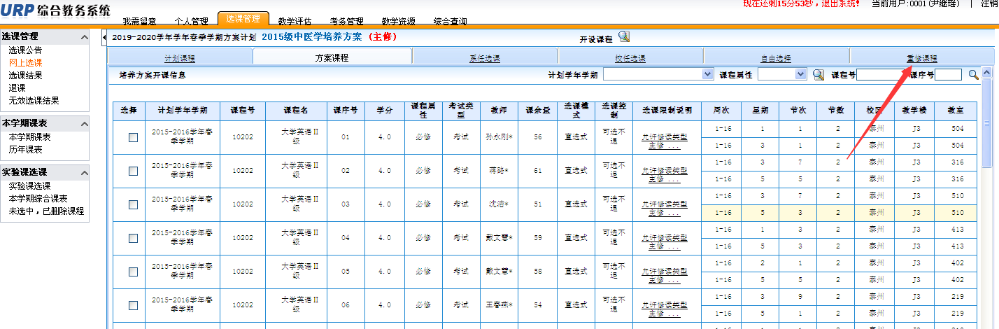 URP 综合教务系统
现在还剩15分53秒，退出系统! 当前用户:0001(尹继瑶) | 注销
我需留意 个人管理 选课管理 教学评估 考务管理 教学资源 综合查询
选课管理
选课公告
网上选课
选课结果
退课
无效选课结果
本学期课表
本学期课表
历年课表
实验课选课
实验课选课
本学期综合课表
未选中，已删除课程
2019-2020学年学年春季学期方案计划 2015级中医学培养方案 （主修） 开设课程
计划课程 方案课程 系任选课 校任选课 自由选择 重修课程
培养方案开课信息 计划学年学期 课程属性 课程号 课序号
选择 计划学年学期 课程号 课程名 课序号 学分 课程属性 考试类型 教师 课余量 选课模式 选课控制 选课限制说明 周次 星期 节次 节数 校区 教学楼 教室
2015-2016学年春季学期 10202 大学英语II级 01 4.0 必修 考试 孙永刚* 56 直选式 可选不退 允许修读类型主修 ... 1-16 1 1 2 泰州 J3 504
1-16 3 1 2 泰州 J3 504
2015-2016学年春季学期 10202 大学英语II级 02 4.0 必修 考试 蒋骆* 61 直选式 可选不退 允许修读类型主修 ... 1-16 3 7 2 泰州 J3 316
1-16 5 5 2 泰州 J3 316
2015-2016学年春季学期 10202 大学英语II级 03 4.0 必修 考试 沈洁* 51 直选式 可选不退 允许修读类型主修 ... 1-16 3 7 2 泰州 J3 510
1-16 5 3 2 泰州 J3 510
2015-2016学年春季学期 10202 大学英语II级 04 4.0 必修 考试 戴文蓉* 59 直选式 可选不退 允许修读类型主修 ... 1-16 1 3 2 泰州 J3 413
1-16 5 3 2 泰州 J3 413
2015-2016学年春季学期 10202 大学英语II级 05 4.0 必修 考试 戴文蓉* 58 直选式 可选不退 允许修读类型主修 ... 1-16 2 1 2 泰州 J3 402
1-16 5 3 2 泰州 J3 402
2015-2016学年春季学期 10202 大学英语II级 06 4.0 必修 考试 王春燕* 54 直选式 可选不退 允许修读类型主修 ... 1-16 3 9 2 泰州 J3 219
1-16 5 1 2 泰州 J3 219